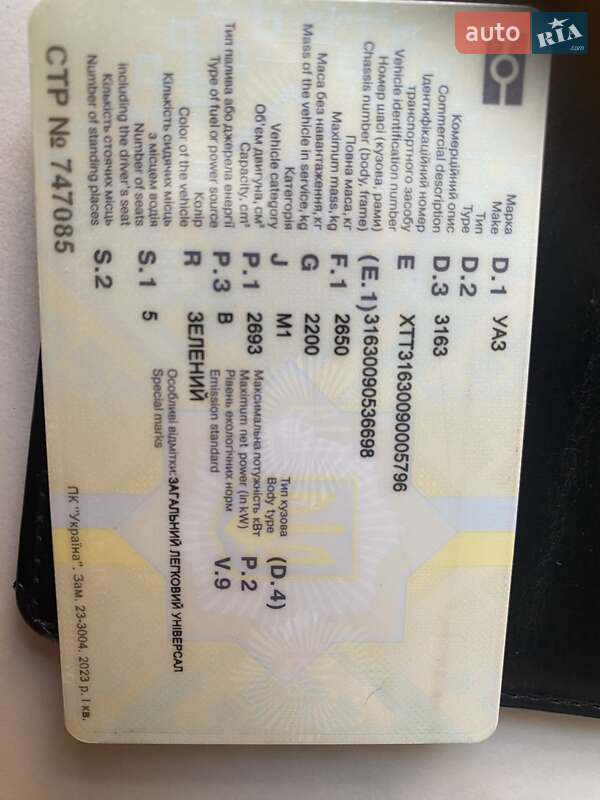 auto RIA .com
Марка
Make D.1 УАЗ
Тип
Type D.2
Комерційний опис
Commercial description D.3 3163
Ідентифікаційний номер
транспортного засобу
Vehicle identification number E XTT31630090005796
Номер шасі (кузова, рами)
Chassis number (body, frame) (E.1) 31630090536698
Повна маса, кг
Maximum mass, kg F.1 2650
Маса без навантаження, кг
Mass of the vehicle in service, kg G 2200
Категорія
Vehicle category J M1
Тип кузова
Body type (D.4)
Об'єм двигуна, см³
Capacity, cm³ P.1 2693
Максимальна потужність кВт
Maximum net power (in kW) P.2
Тип палива або джерела енергії
Type of fuel or power source P.3 B
Рівень екологічних норм
Emission standard V.9
Колір
Color of the vehicle R ЗЕЛЕНИЙ
Кількість сидячих місць
з місцем водія
Number of seats
including the driver's seat S.1 5
Особливі відмітки: ЗАГАЛЬНИЙ ЛЕГКОВИЙ УНІВЕРСАЛ
Special marks
Кількість стоячих місць
Number of standing places S.2
СТР № 747085
ПК "Україна". Зам. 23-3004. 2023 р. I кв.